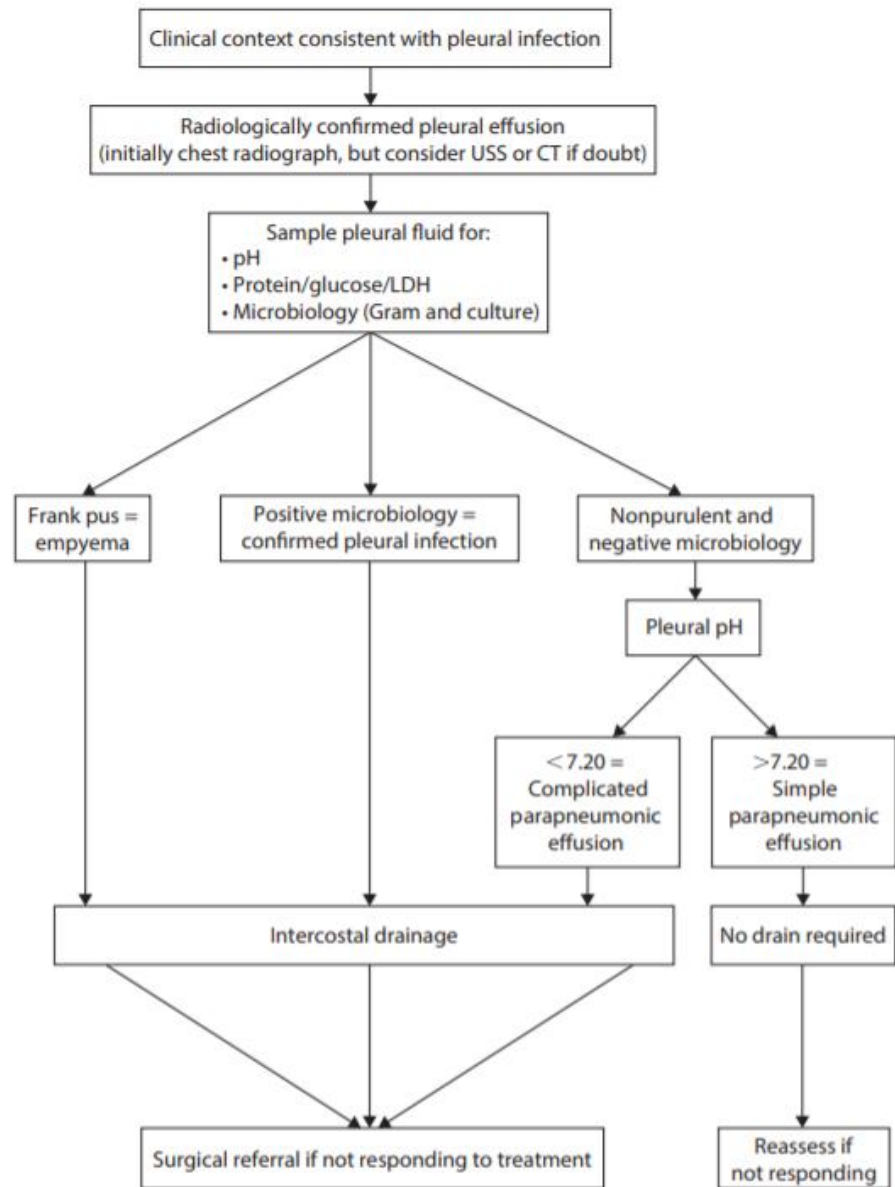 Clinical context consistent with pleural infection
Radiologically confirmed pleural effusion
(initially chest radiograph, but consider USS or CT if doubt)
Sample pleural fluid for:
• pH
• Protein/glucose/LDH
• Microbiology (Gram and culture)
Frank pus =
empyema
Positive microbiology =
confirmed pleural infection
Nonpurulent and
negative microbiology
Pleural pH
<7.20 =
Complicated
parapneumonic
effusion
>7.20 =
Simple
parapneumonic
effusion
Intercostal drainage
No drain required
Surgical referral if not responding to treatment
Reassess if
not responding